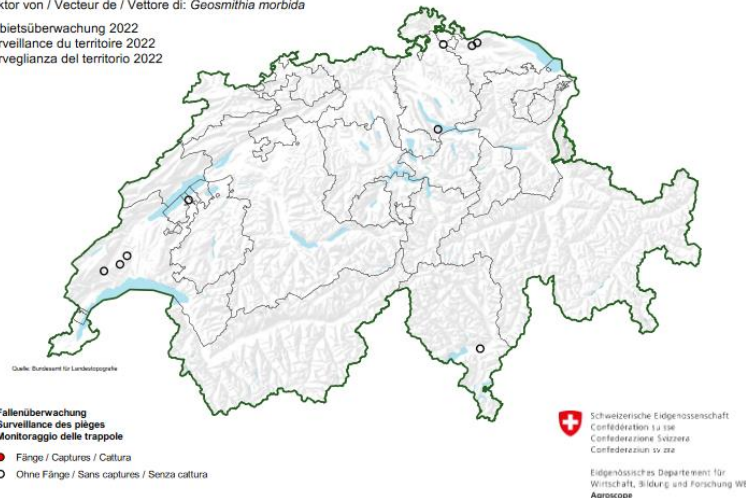 ktor von / Vecteur de / Vettore di: Geosmithia morbida
bietsüberwachung 2022
rveillance du territoire 2022
rveglianza del territorio 2022
Quelle: Bundesamt für Landestopografie
Fallenüberwachung
Surveillance des pièges
Monitoraggio delle trappole
Fänge / Captures / Cattura
Ohne Fänge / Sans captures / Senza cattura
Schweizerische Eidgenossenschaft
Confédération suisse
Confederazione Svizzera
Confederaziun svizra
Eidgenössisches Departement für
Wirtschaft, Bildung und Forschung WB
Agroscope